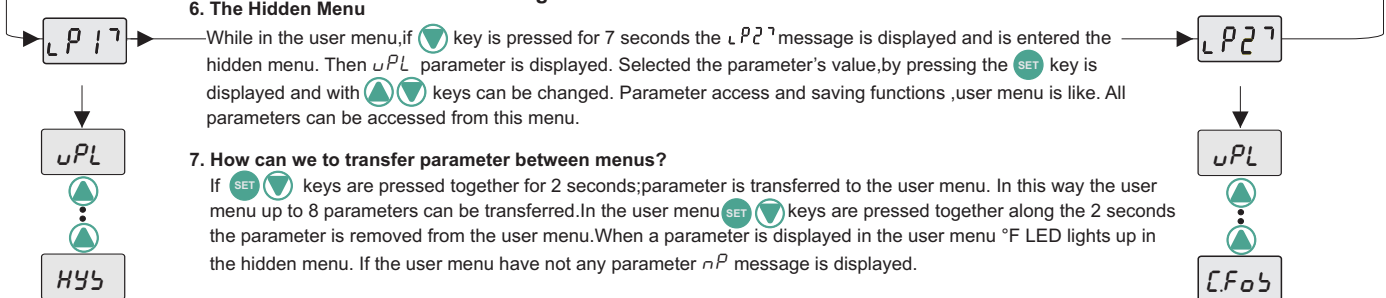 6. The Hidden Menu
LP17
While in the user menu,if key is pressed for 7 seconds the LP27 message is displayed and is entered the
LP27
hidden menu. Then uPL parameter is displayed. Selected the parameter's value,by pressing the SET key is
displayed and with keys can be changed. Parameter access and saving functions ,user menu is like. All
parameters can be accessed from this menu.
uPL
uPL
7. How can we to transfer parameter between menus?
If SET keys are pressed together for 2 seconds;parameter is transferred to the user menu. In this way the user
menu up to 8 parameters can be transferred.In the user menu SET keys are pressed together along the 2 seconds
the parameter is removed from the user menu.When a parameter is displayed in the user menu °F LED lights up in
the hidden menu. If the user menu have not any parameter nP message is displayed.
HYS
C.FoS